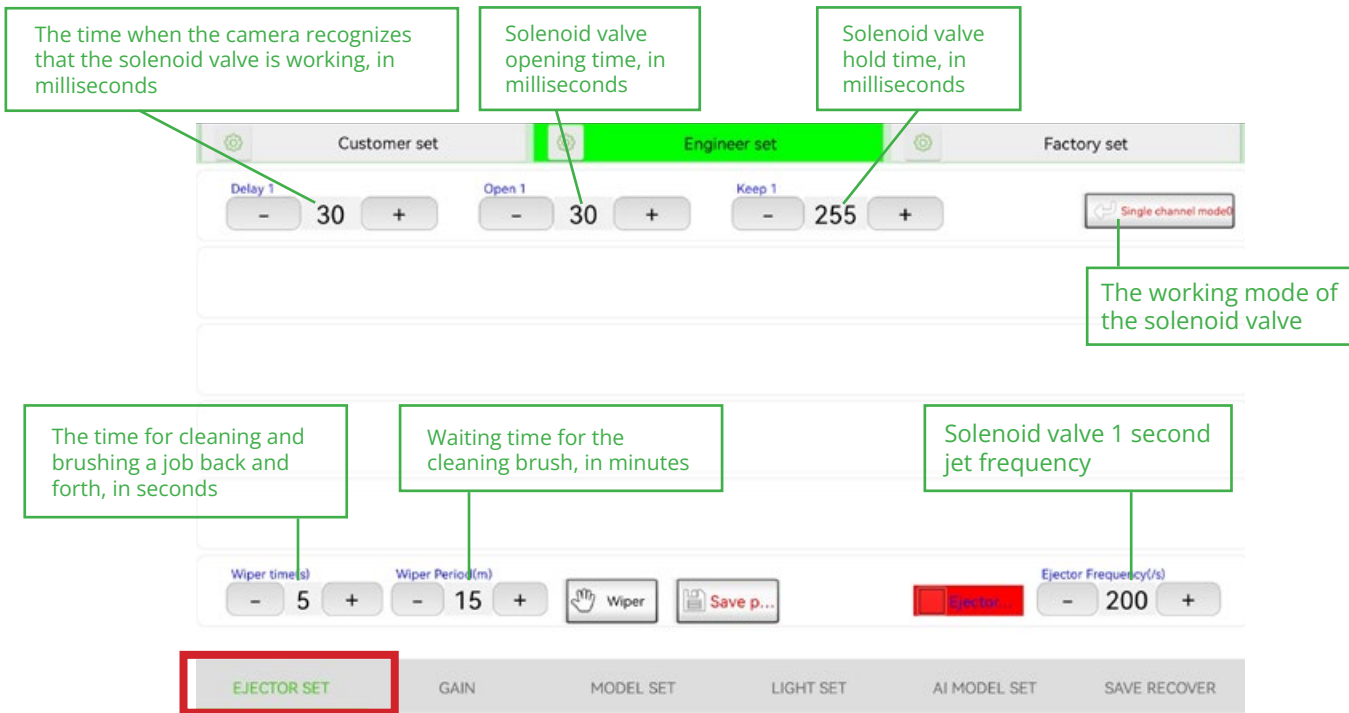 The time when the camera recognizes
that the solenoid valve is working, in
milliseconds
Solenoid valve
opening time, in
milliseconds
Solenoid valve
hold time, in
milliseconds
Customer set
Engineer set
Factory set
Delay 1
- 30 +
Open 1
- 30 +
Keep 1
- 255 +
Single channel mode0
The working mode of
the solenoid valve
The time for cleaning and
brushing a job back and
forth, in seconds
Waiting time for the
cleaning brush, in minutes
Solenoid valve 1 second
jet frequency
Wiper time(s)
- 5 +
Wiper Period(m)
- 15 +
Wiper
Save p...
Ejector...
Ejector Frequency(/s)
- 200 +
EJECTOR SET
GAIN
MODEL SET
LIGHT SET
AI MODEL SET
SAVE RECOVER